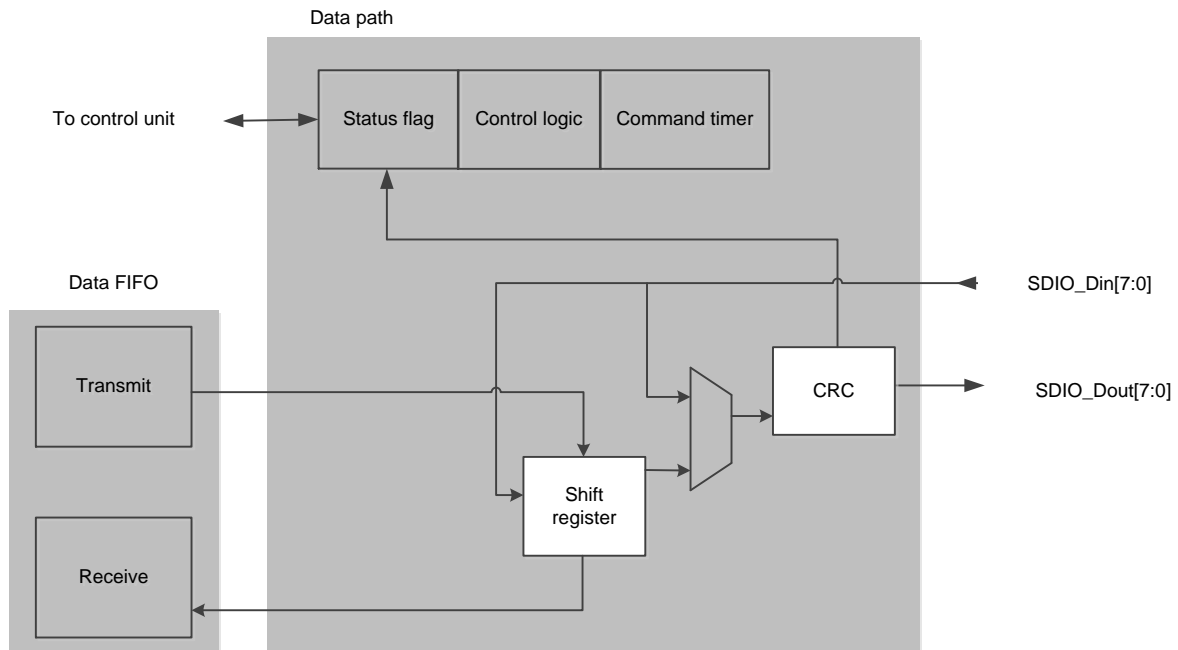 Data path
To control unit
Status flag
Control logic
Command timer
Data FIFO
SDIO_Din[7:0]
Transmit
CRC
SDIO_Dout[7:0]
Shift
register
Receive